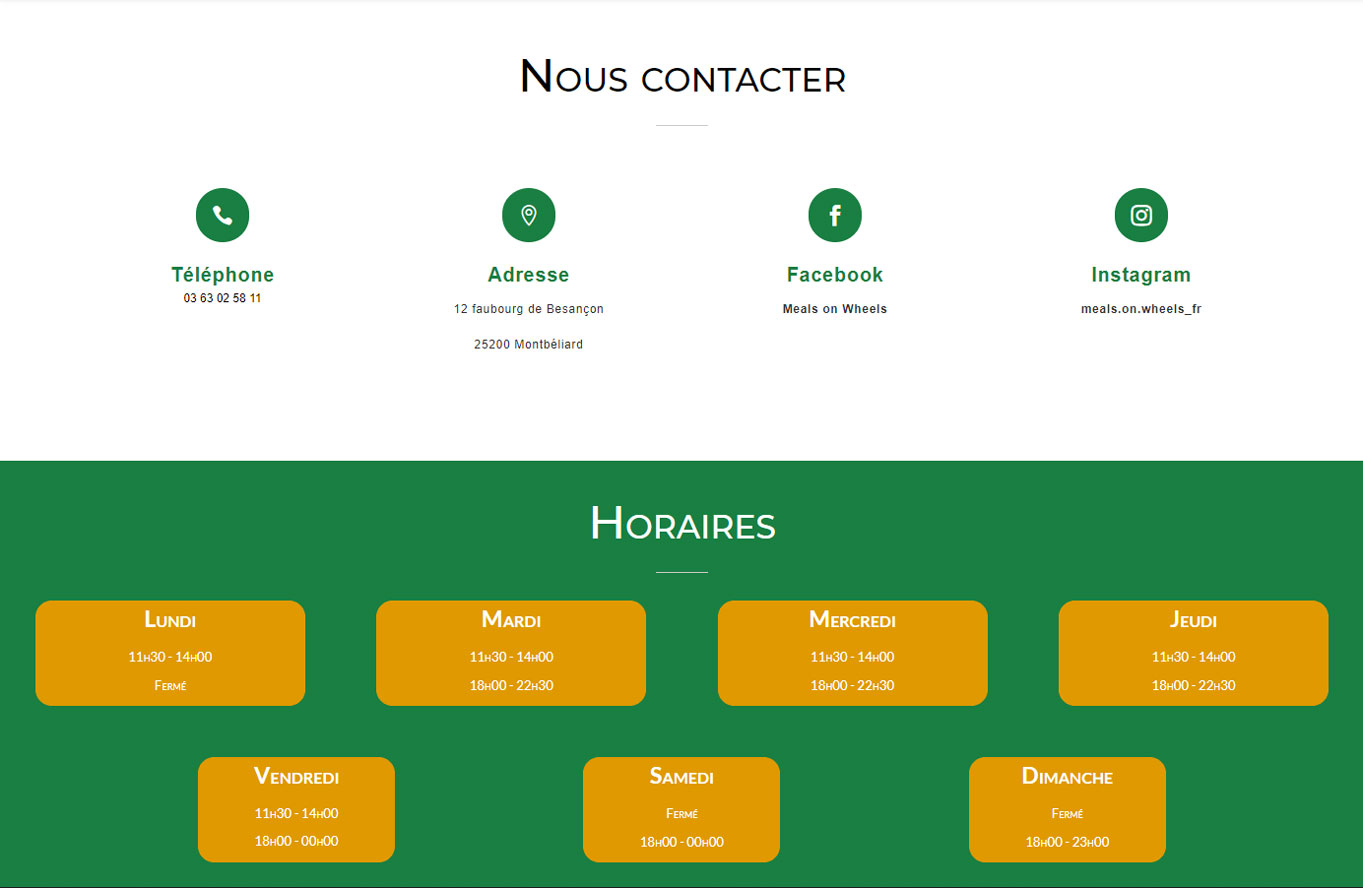 Nous contacter
Téléphone
03 63 02 58 11
Adresse
12 faubourg de Besançon
25200 Montbéliard
Facebook
Meals on Wheels
Instagram
meals.on.wheels_fr
Horaires
Lundi
11h30 - 14h00
Fermé
Mardi
11h30 - 14h00
18h00 - 22h30
Mercredi
11h30 - 14h00
18h00 - 22h30
Jeudi
11h30 - 14h00
18h00 - 22h30
Vendredi
11h30 - 14h00
18h00 - 00h00
Samedi
Fermé
18h00 - 00h00
Dimanche
Fermé
18h00 - 23h00